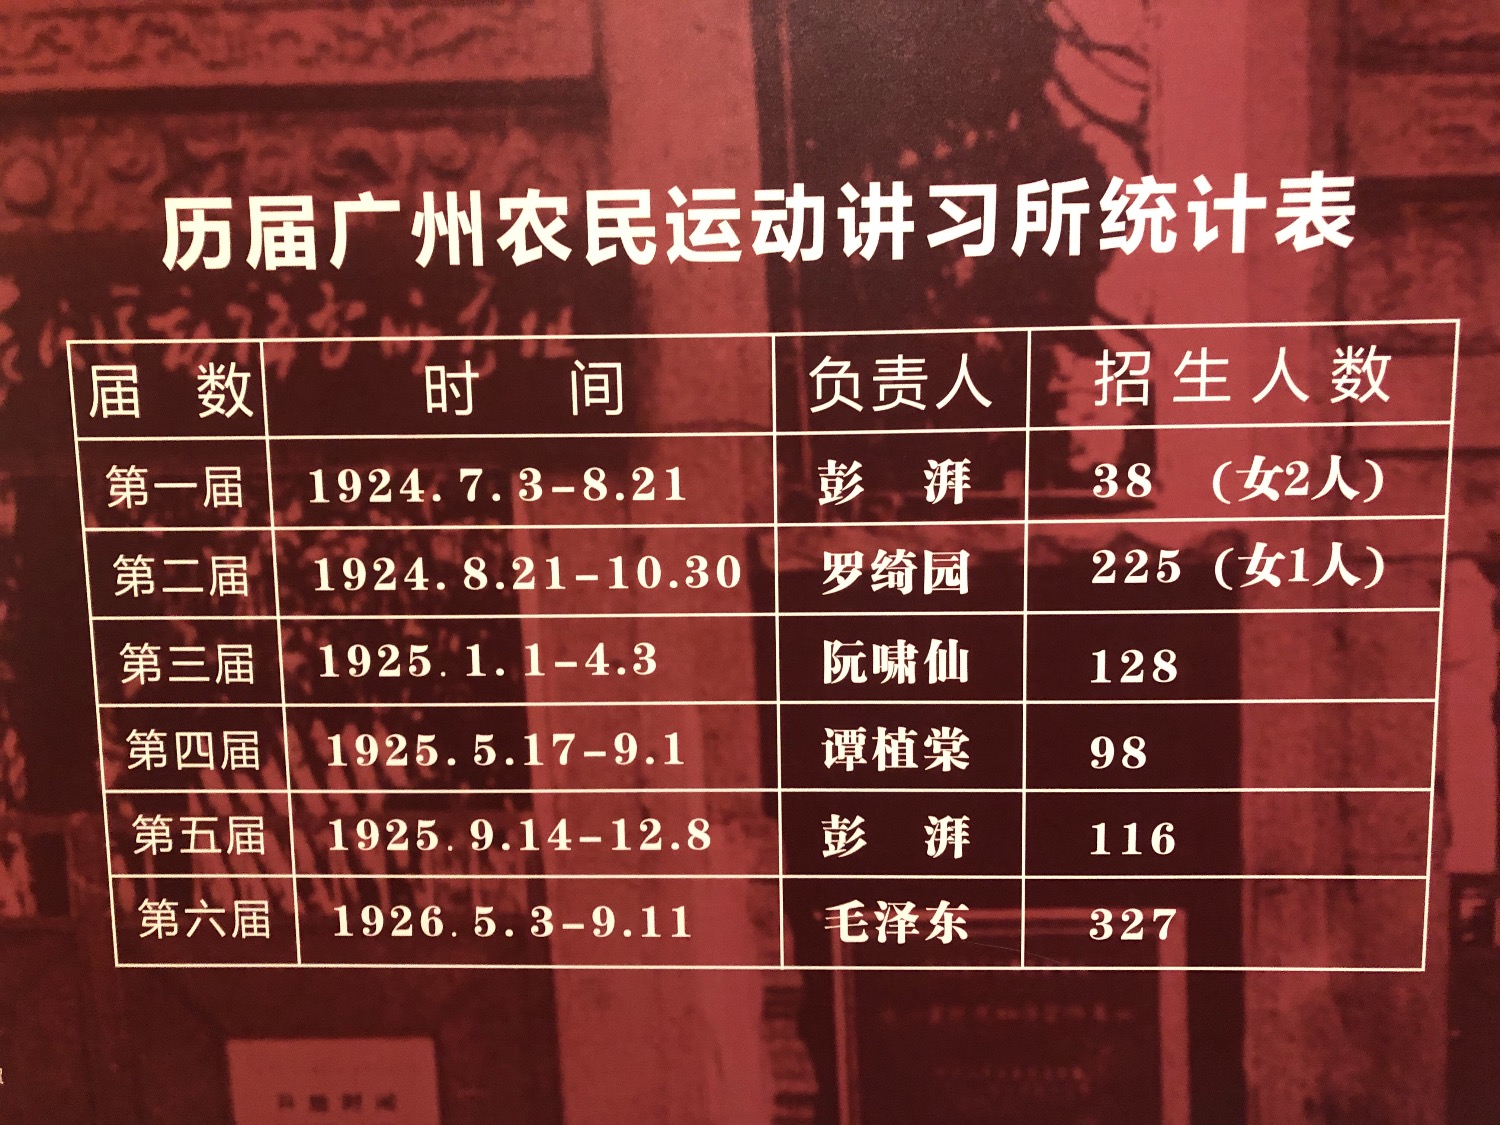 历届广州农民运动讲习所统计表
届 数 时 间 负责人 招生人数
第一届 1924.7.3-8.21 彭 湃 38 (女2人)
第二届 1924.8.21-10.30 罗绮园 225 (女1人)
第三届 1925.1.1-4.3 阮啸仙 128
第四届 1925.5.17-9.1 谭植棠 98
第五届 1925.9.14-12.8 彭 湃 116
第六届 1926.5.3-9.11 毛泽东 327